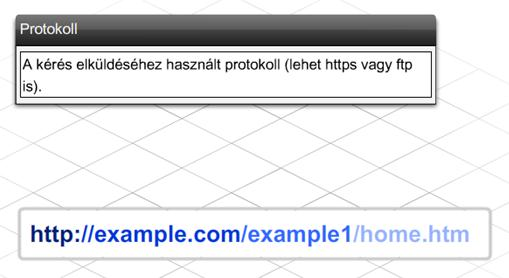 Protokoll
A kérés elküldéséhez használt protokoll (lehet https vagy ftp
is).
http://example.com/example1/home.htm